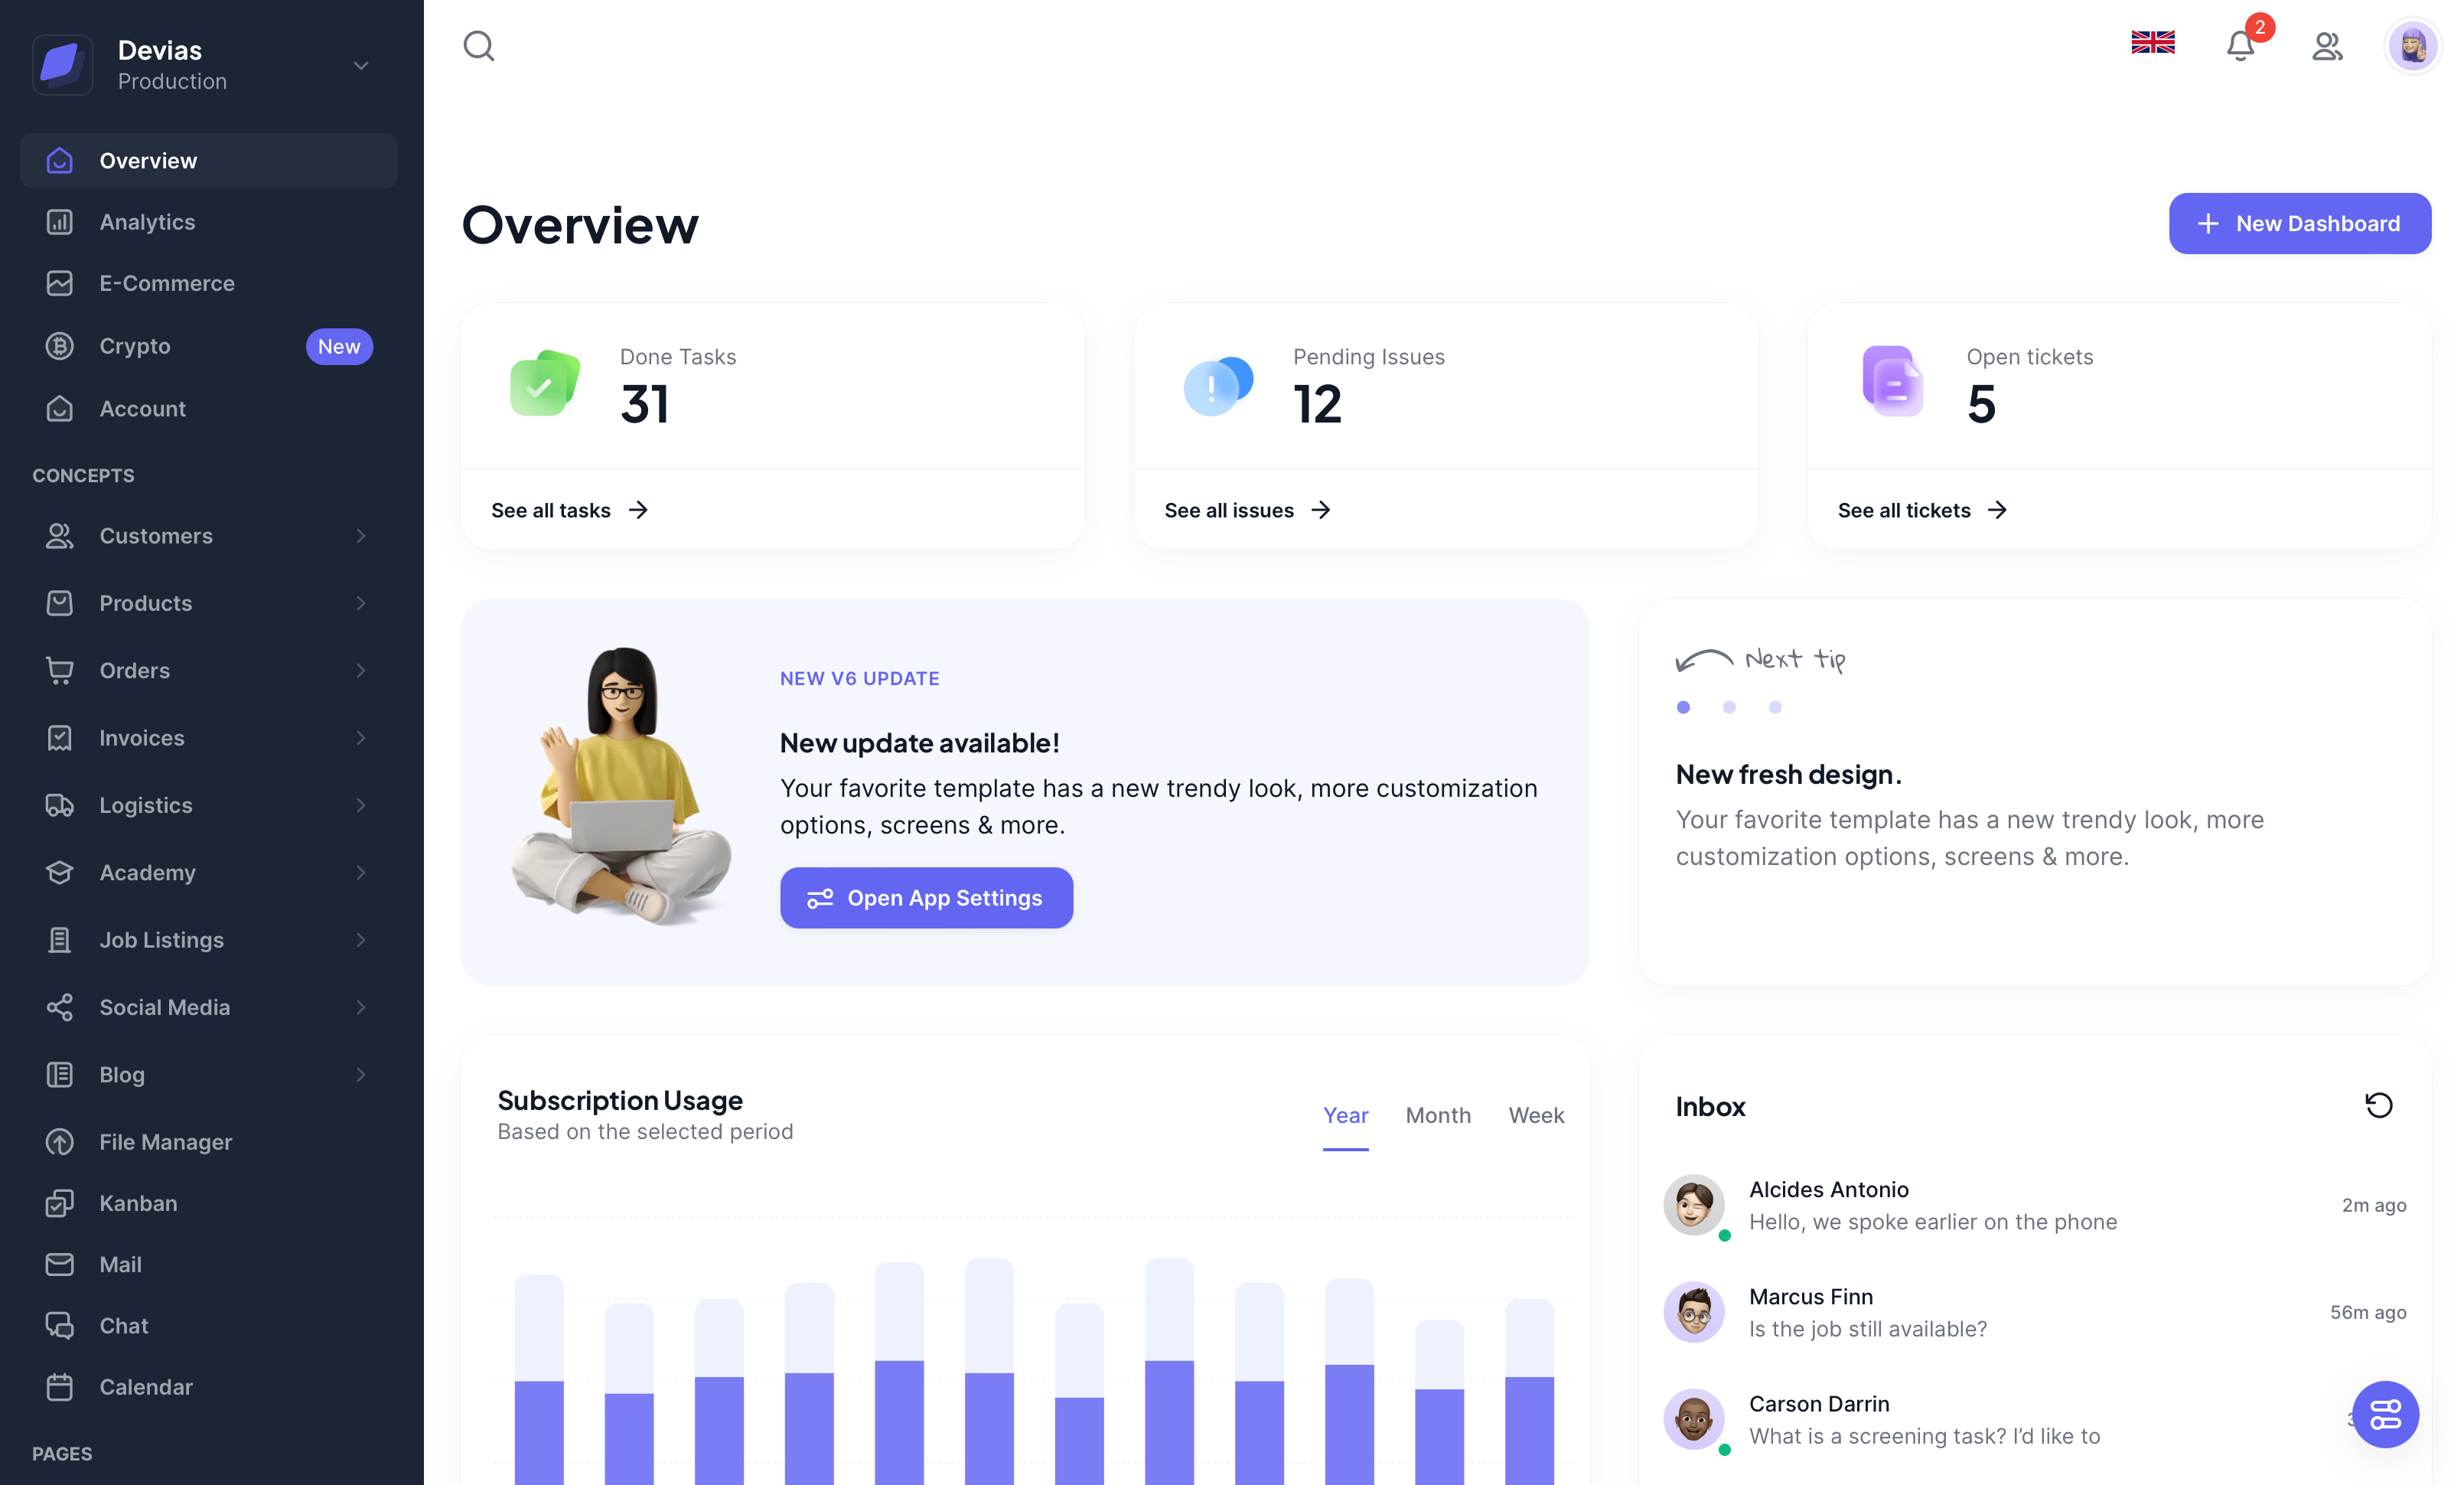 Devias
Production
Overview
Analytics
E-Commerce
Crypto
New
Account
CONCEPTS
Customers
Products
Orders
Invoices
Logistics
Academy
Job Listings
Social Media
Blog
File Manager
Kanban
Mail
Chat
Calendar
PAGES
2
Overview
New Dashboard
Done Tasks
31
See all tasks
Pending Issues
12
See all issues
Open tickets
5
See all tickets
NEW V6 UPDATE
New update available!
Your favorite template has a new trendy look, more customization
options, screens & more.
Open App Settings
Next tip
New fresh design.
Your favorite template has a new trendy look, more
customization options, screens & more.
Subscription Usage
Based on the selected period
Year
Month
Week
Inbox
Alcides Antonio
Hello, we spoke earlier on the phone
2m ago
Marcus Finn
Is the job still available?
56m ago
Carson Darrin
What is a screening task? I’d like to